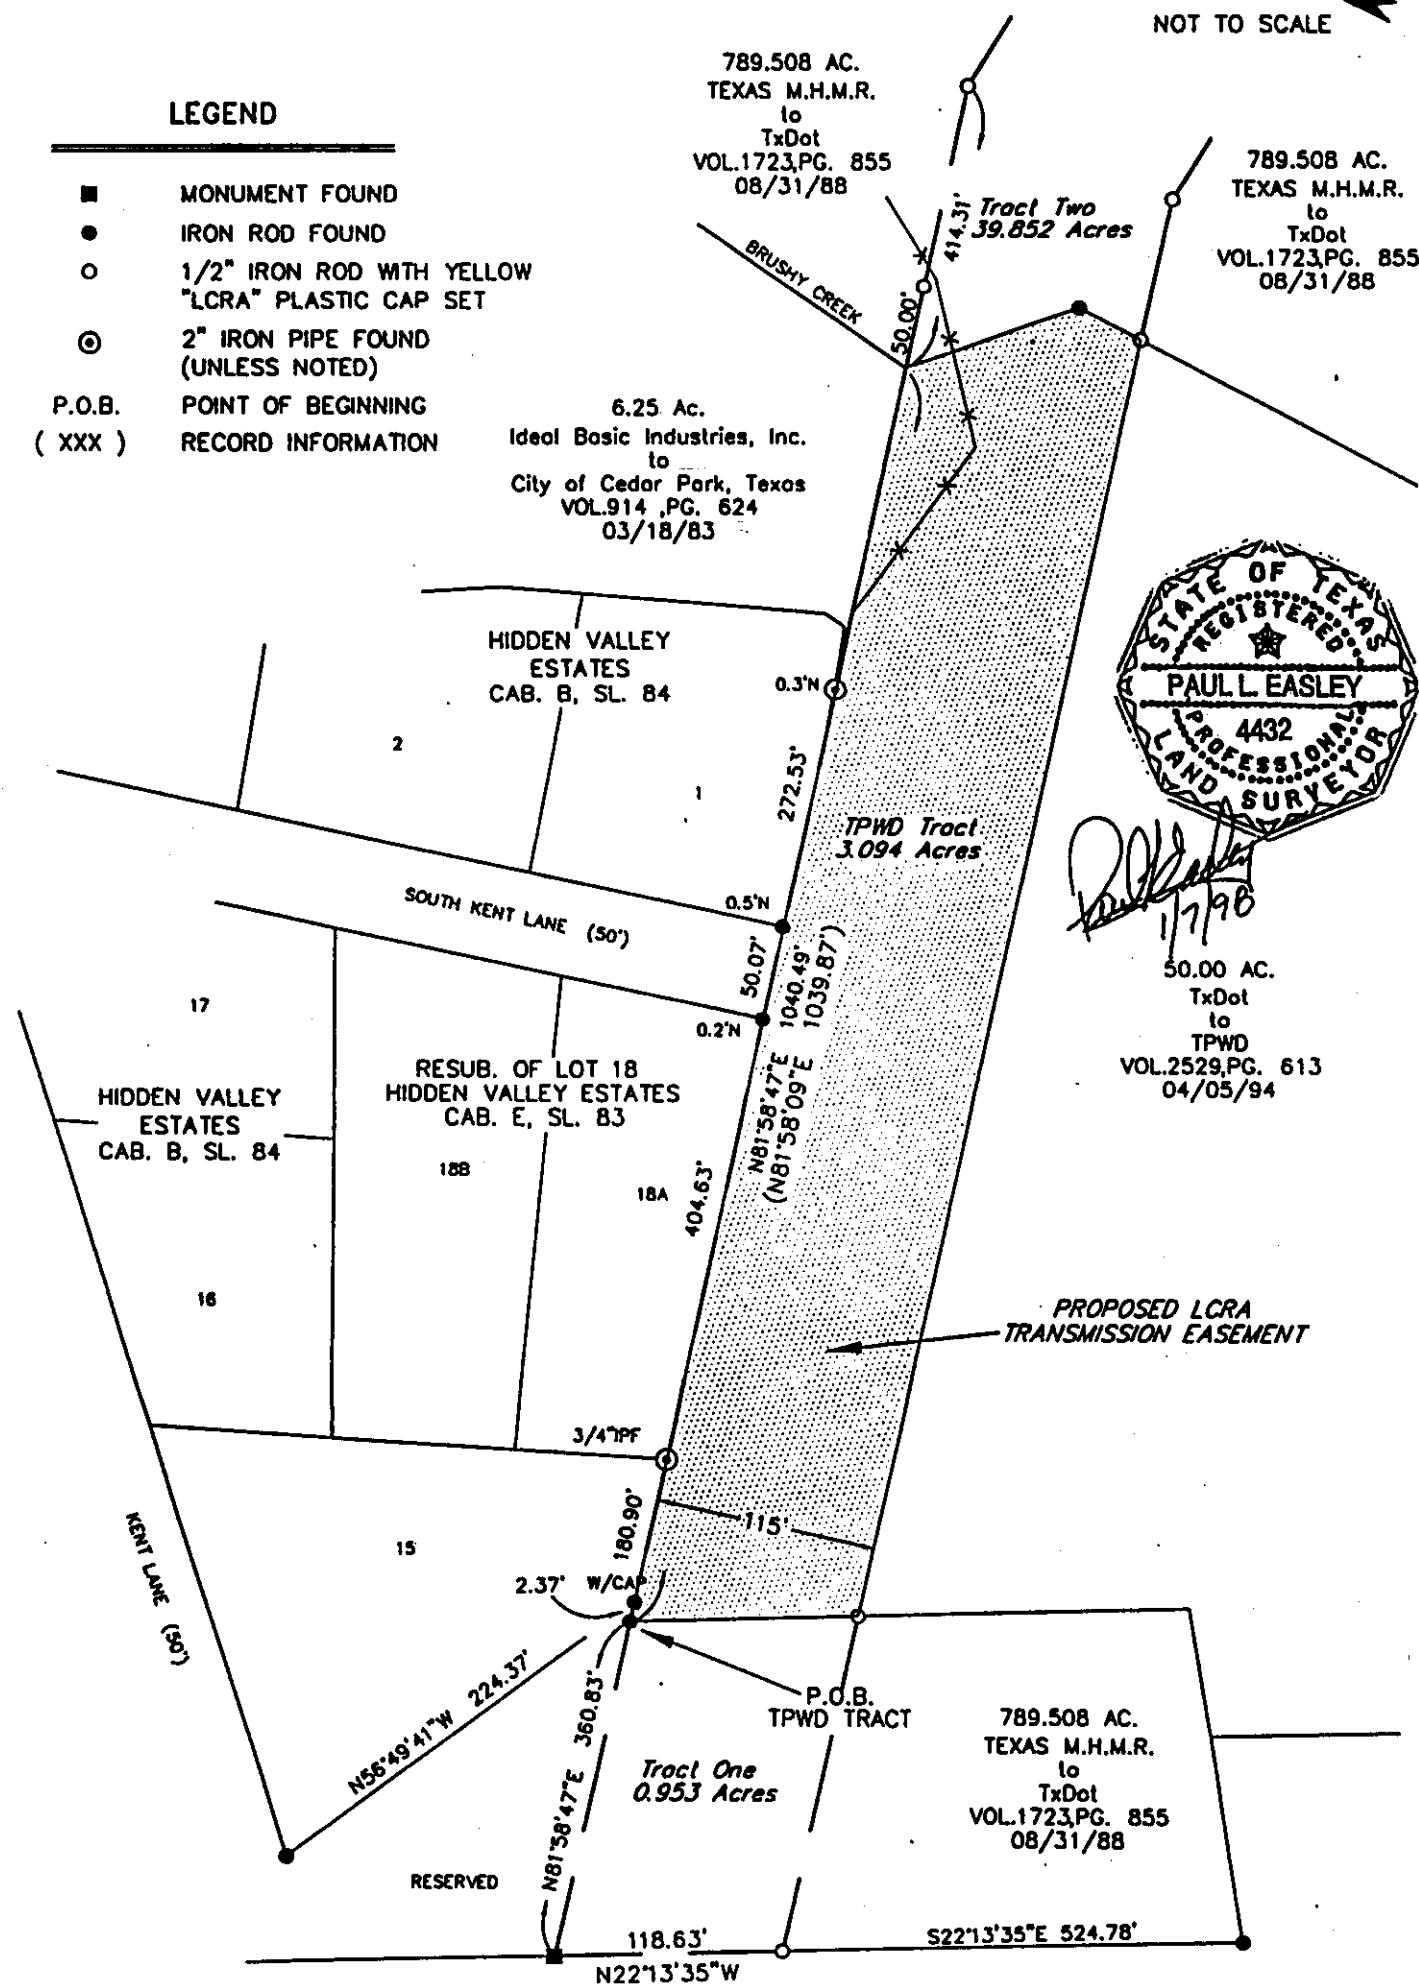 NOT TO SCALE
LEGEND
MONUMENT FOUND
IRON ROD FOUND
1/2" IRON ROD WITH YELLOW
"LCRA" PLASTIC CAP SET
2" IRON PIPE FOUND
(UNLESS NOTED)
P.O.B. POINT OF BEGINNING
( XXX ) RECORD INFORMATION
789.508 AC.
TEXAS M.H.M.R.
to
TxDot
VOL.1723,PG. 855
08/31/88
789.508 AC.
TEXAS M.H.M.R.
to
TxDot
VOL.1723,PG. 855
08/31/88
Tract Two
39.852 Acres
414.31'
BRUSHY CREEK
50.00'
6.25 Ac.
Ideal Basic Industries, Inc.
to
City of Cedar Park, Texas
VOL.914 ,PG. 624
03/18/83
HIDDEN VALLEY
ESTATES
CAB. B, SL. 84
0.3'N
2
1
272.53'
TPWD Tract
3.094 Acres
STATE OF TEXAS
REGISTERED
PAUL L. EASLEY
4432
PROFESSIONAL
LAND SURVEYOR
1/7/98
SOUTH KENT LANE (50')
0.5'N
50.07'
0.2'N
N81°58'47"E 1040.49'
(N81°58'09"E 1039.87')
50.00 AC.
TxDot
to
TPWD
VOL.2529,PG. 613
04/05/94
17
HIDDEN VALLEY
ESTATES
CAB. B, SL. 84
RESUB. OF LOT 18
HIDDEN VALLEY ESTATES
CAB. E, SL. 83
18B
18A
404.63'
16
PROPOSED LCRA
TRANSMISSION EASEMENT
3/4"IPF
180.90'
115'
KENT LANE (50')
15
2.37'
W/CAP
N56°49'41"W 224.37'
P.O.B.
TPWD TRACT
N81°58'47"E 360.83'
Tract One
0.953 Acres
789.508 AC.
TEXAS M.H.M.R.
to
TxDot
VOL.1723,PG. 855
08/31/88
RESERVED
118.63'
N22°13'35"W
S22°13'35"E 524.78'